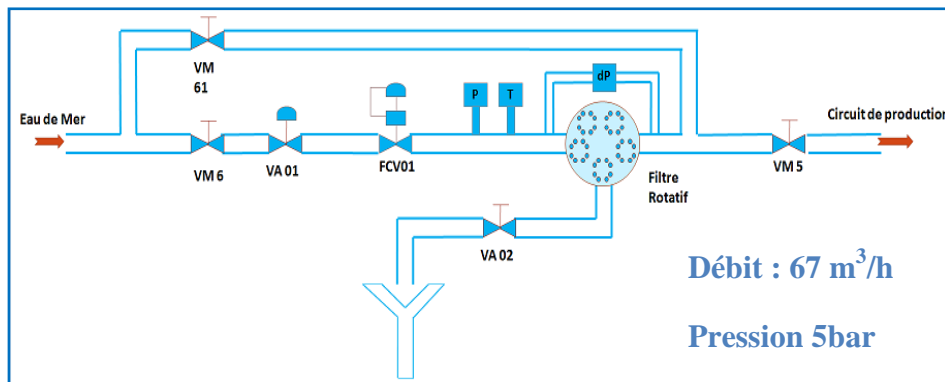 VM
61
P
T
dP
Eau de Mer
Circuit de production
VM 6
VA 01
FCV01
Filtre
Rotatif
VM 5
VA 02
Débit : 67 m³/h
Pression 5bar